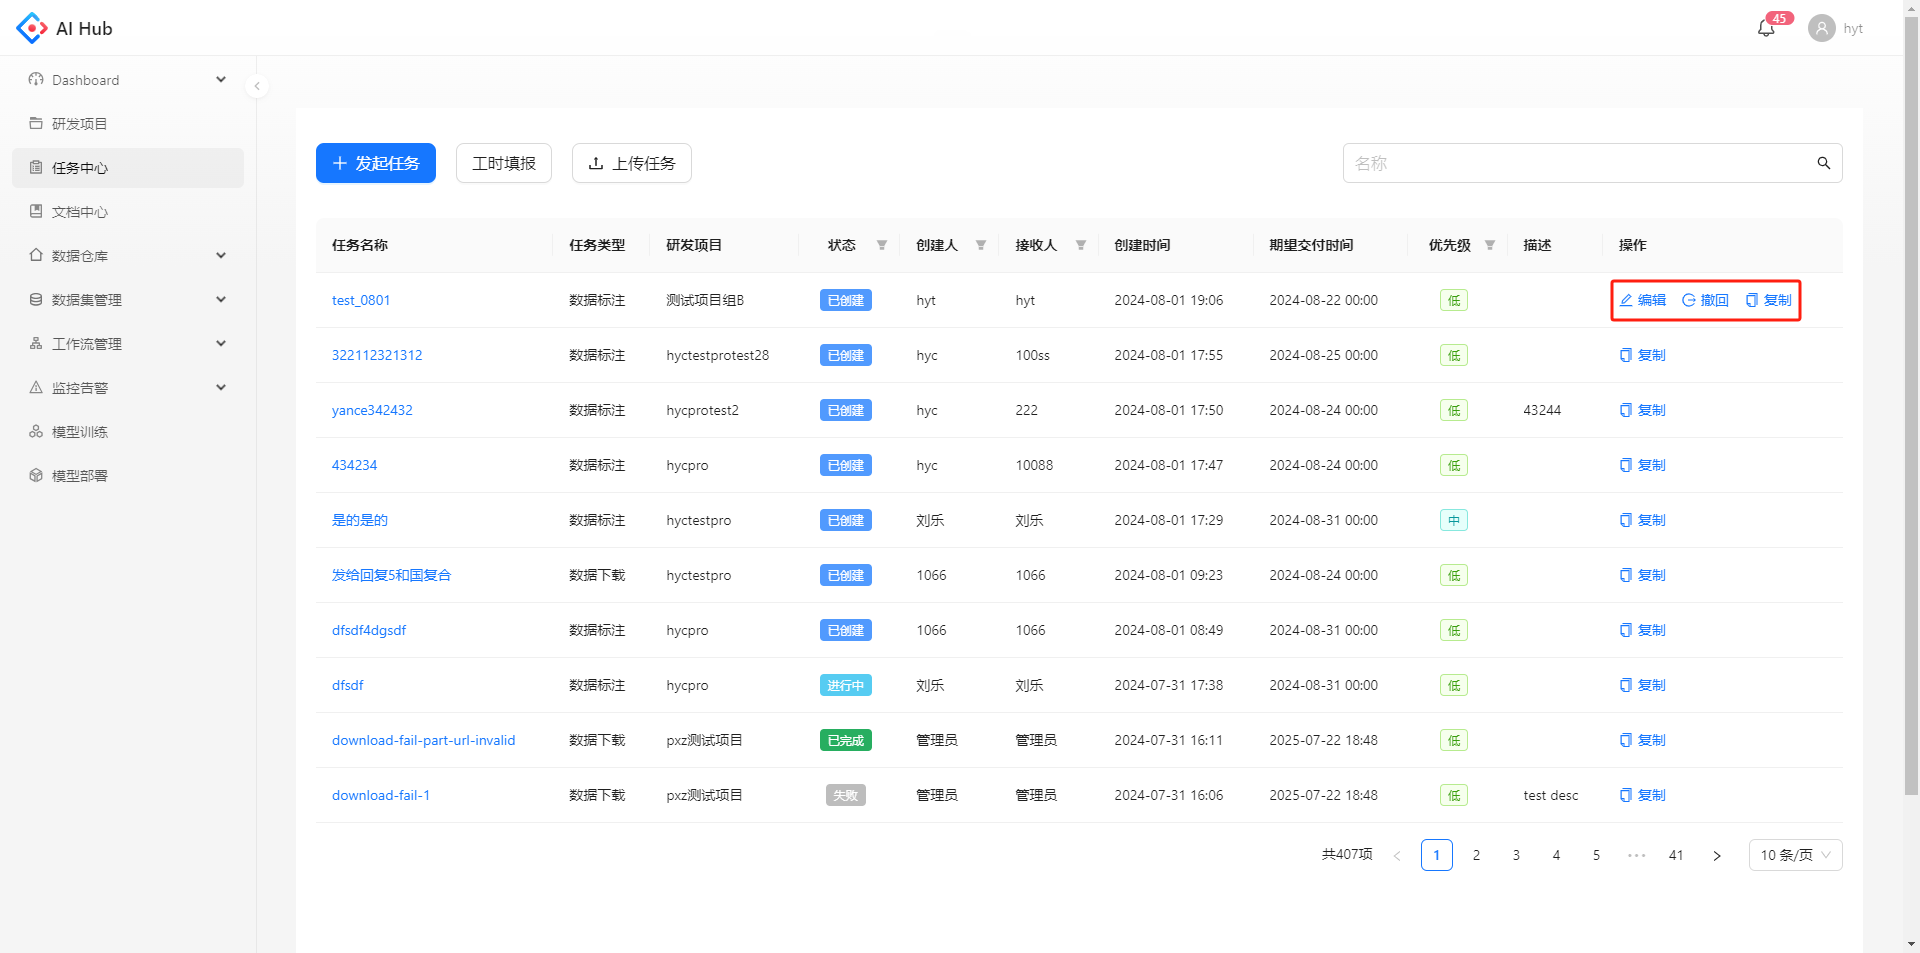 AI Hub
45
hyt
Dashboard
研发项目
任务中心
文档中心
数据仓库
数据集管理
工作流管理
监控告警
模型训练
模型部署
发起任务 工时填报 上传任务 名称
任务名称 任务类型 研发项目 状态 创建人 接收人 创建时间 期望交付时间 优先级 描述 操作
test_0801 数据标注 测试项目组B 已创建 hyt hyt 2024-08-01 19:06 2024-08-22 00:00 低 编辑 撤回 复制
322112321312 数据标注 hyctestprotest28 已创建 hyc 100ss 2024-08-01 17:55 2024-08-25 00:00 低 复制
yance342432 数据标注 hycprotest2 已创建 hyc 222 2024-08-01 17:50 2024-08-24 00:00 低 43244 复制
434234 数据标注 hycpro 已创建 hyc 10088 2024-08-01 17:47 2024-08-24 00:00 低 复制
是的是的 数据标注 hyctestpro 已创建 刘乐 刘乐 2024-08-01 17:29 2024-08-31 00:00 中 复制
发给回复5和国复合 数据下载 hyctestpro 已创建 1066 1066 2024-08-01 09:23 2024-08-24 00:00 低 复制
dfsdf4dgsdf 数据标注 hycpro 已创建 1066 1066 2024-08-01 08:49 2024-08-31 00:00 低 复制
dfsdf 数据标注 hycpro 进行中 刘乐 刘乐 2024-07-31 17:38 2024-08-31 00:00 低 复制
download-fail-part-url-invalid 数据下载 pxz测试项目 已完成 管理员 管理员 2024-07-31 16:11 2025-07-22 18:48 低 复制
download-fail-1 数据下载 pxz测试项目 失败 管理员 管理员 2024-07-31 16:06 2025-07-22 18:48 低 test desc 复制
共407项 1 2 3 4 5 ••• 41 10 条/页